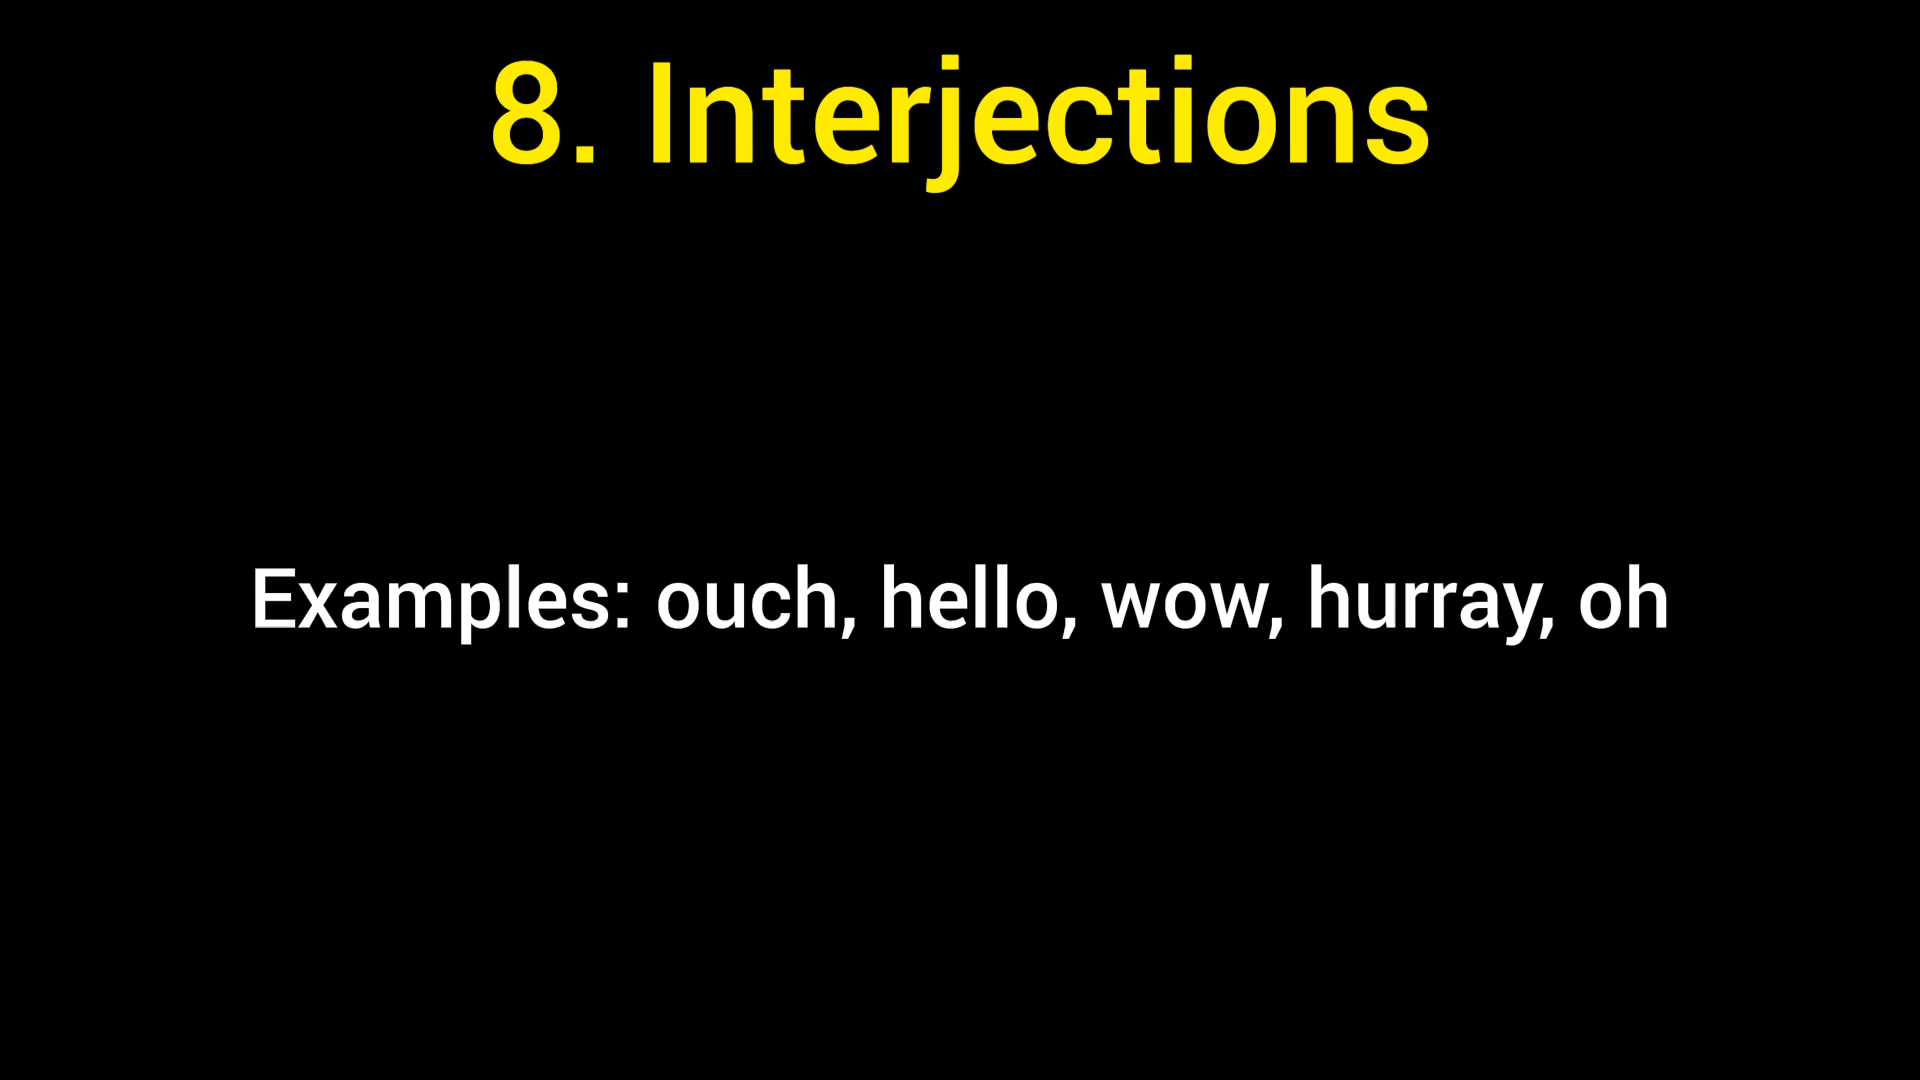 8. Interjections
Examples: ouch, hello, wow, hurray, oh